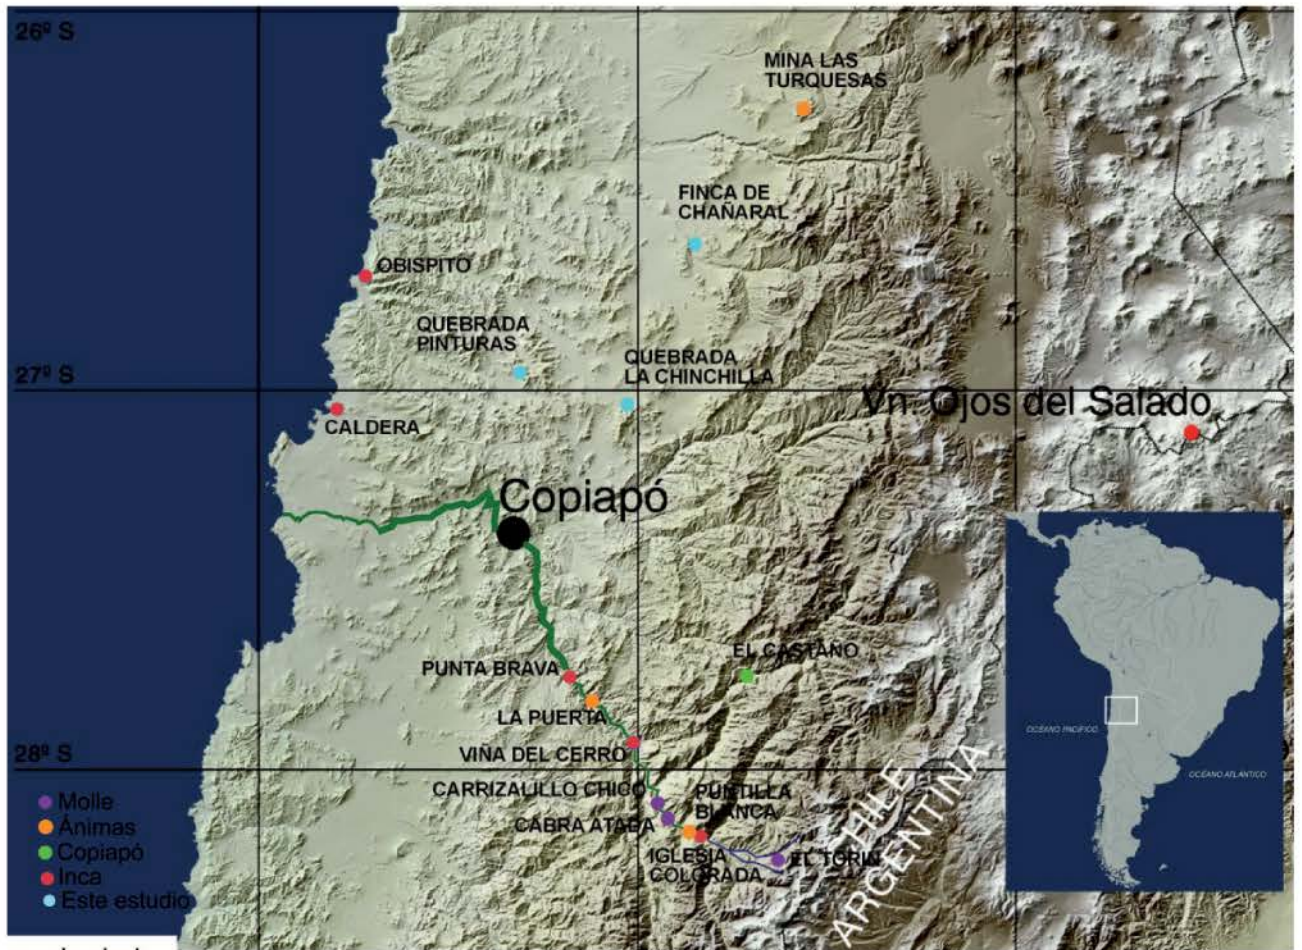 26º S
MINA LAS
TURQUESAS
FINCA DE
CHAÑARAL
OBISPITO
QUEBRADA
PINTURAS
QUEBRADA
LA CHINCHILLA
27º S
Vn. Ojos del Salado
CALDERA
Copiapó
EL CASTAÑO
PUNTA BRAVA
LA PUERTA
VIÑA DEL CERRO
28º S
CARRIZALILLO CHICO
PUNTILLA
BLANCA
CABRA ATADA
IGLESIA
COLORADA
EL TORIN
CHILE
ARGENTINA
OCÉANO PACÍFICO
OCÉANO ATLÁNTICO
Molle
Ánimas
Copiapó
Inca
Este estudio